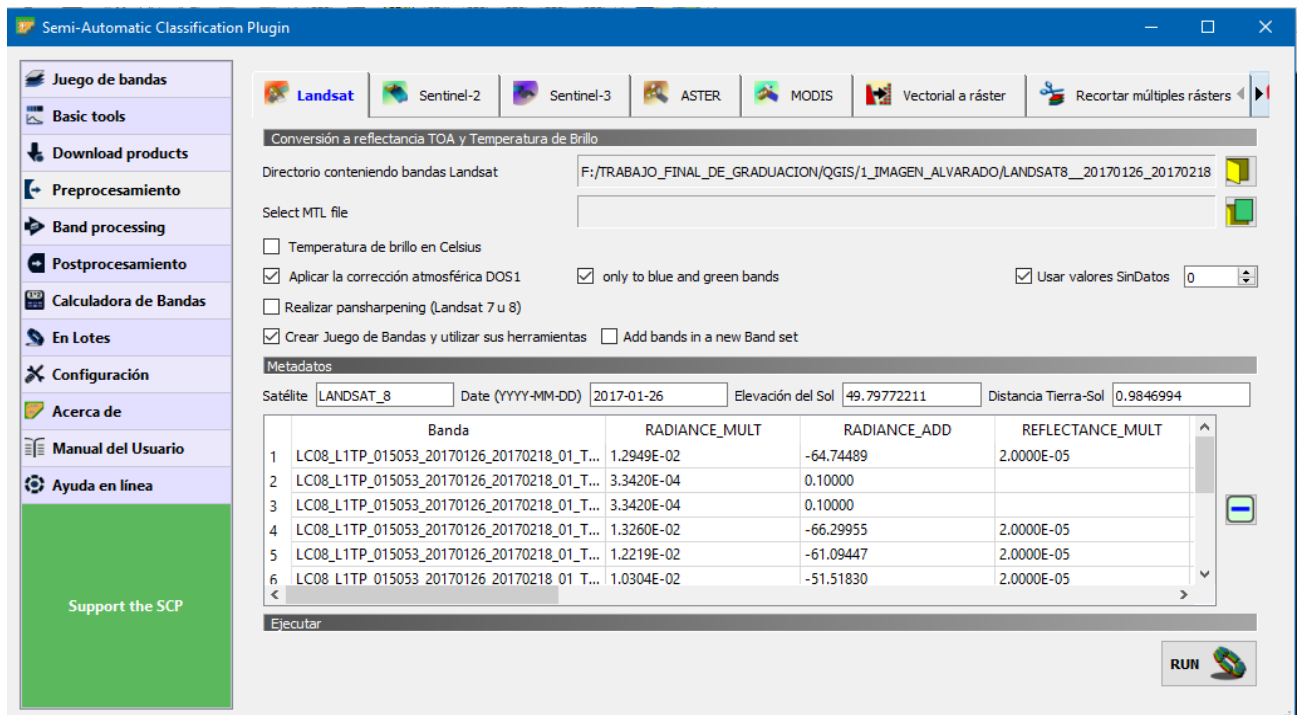 Semi-Automatic Classification Plugin
Juego de bandas
Basic tools
Download products
Preprocesamiento
Band processing
Postprocesamiento
Calculadora de Bandas
En Lotes
Configuración
Acerca de
Manual del Usuario
Ayuda en línea
Support the SCP
Landsat Sentinel-2 Sentinel-3 ASTER MODIS Vectorial a ráster Recortar múltiples rásters
Conversión a reflectancia TOA y Temperatura de Brillo
Directorio conteniendo bandas Landsat F:/TRABAJO_FINAL_DE_GRADUACION/QGIS/1_IMAGEN_ALVARADO/LANDSAT8__20170126_20170218
Select MTL file
Temperatura de brillo en Celsius
Aplicar la corrección atmosférica DOS1 only to blue and green bands Usar valores SinDatos 0
Realizar pansharpening (Landsat 7 u 8)
Crear Juego de Bandas y utilizar sus herramientas Add bands in a new Band set
Metadatos
Satélite LANDSAT_8 Date (YYYY-MM-DD) 2017-01-26 Elevación del Sol 49.79772211 Distancia Tierra-Sol 0.9846994
Banda RADIANCE_MULT RADIANCE_ADD REFLECTANCE_MULT
1 LC08_L1TP_015053_20170126_20170218_01_T... 1.2949E-02 -64.74489 2.0000E-05
2 LC08_L1TP_015053_20170126_20170218_01_T... 3.3420E-04 0.10000
3 LC08_L1TP_015053_20170126_20170218_01_T... 3.3420E-04 0.10000
4 LC08_L1TP_015053_20170126_20170218_01_T... 1.3260E-02 -66.29955 2.0000E-05
5 LC08_L1TP_015053_20170126_20170218_01_T... 1.2219E-02 -61.09447 2.0000E-05
6 LC08_L1TP_015053_20170126_20170218_01_T... 1.0304E-02 -51.51830 2.0000E-05
Ejecutar
RUN